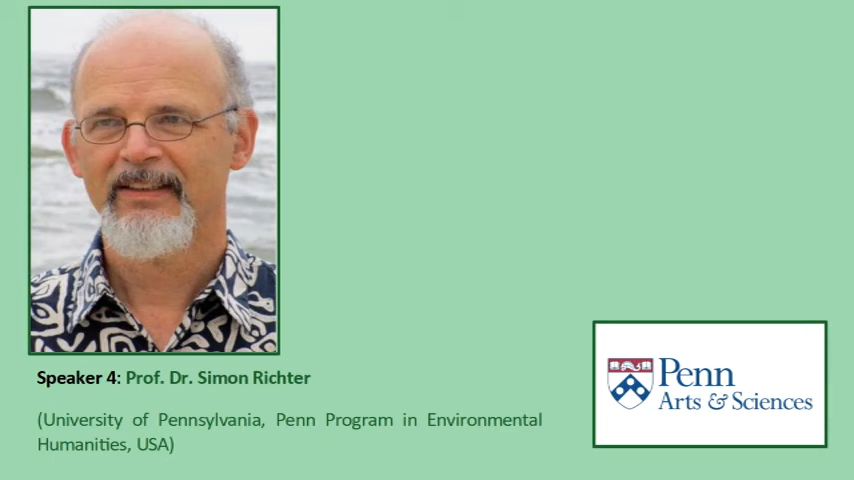 Speaker 4: Prof. Dr. Simon Richter
(University of Pennsylvania, Penn Program in Environmental
Humanities, USA)
Penn
Arts & Sciences